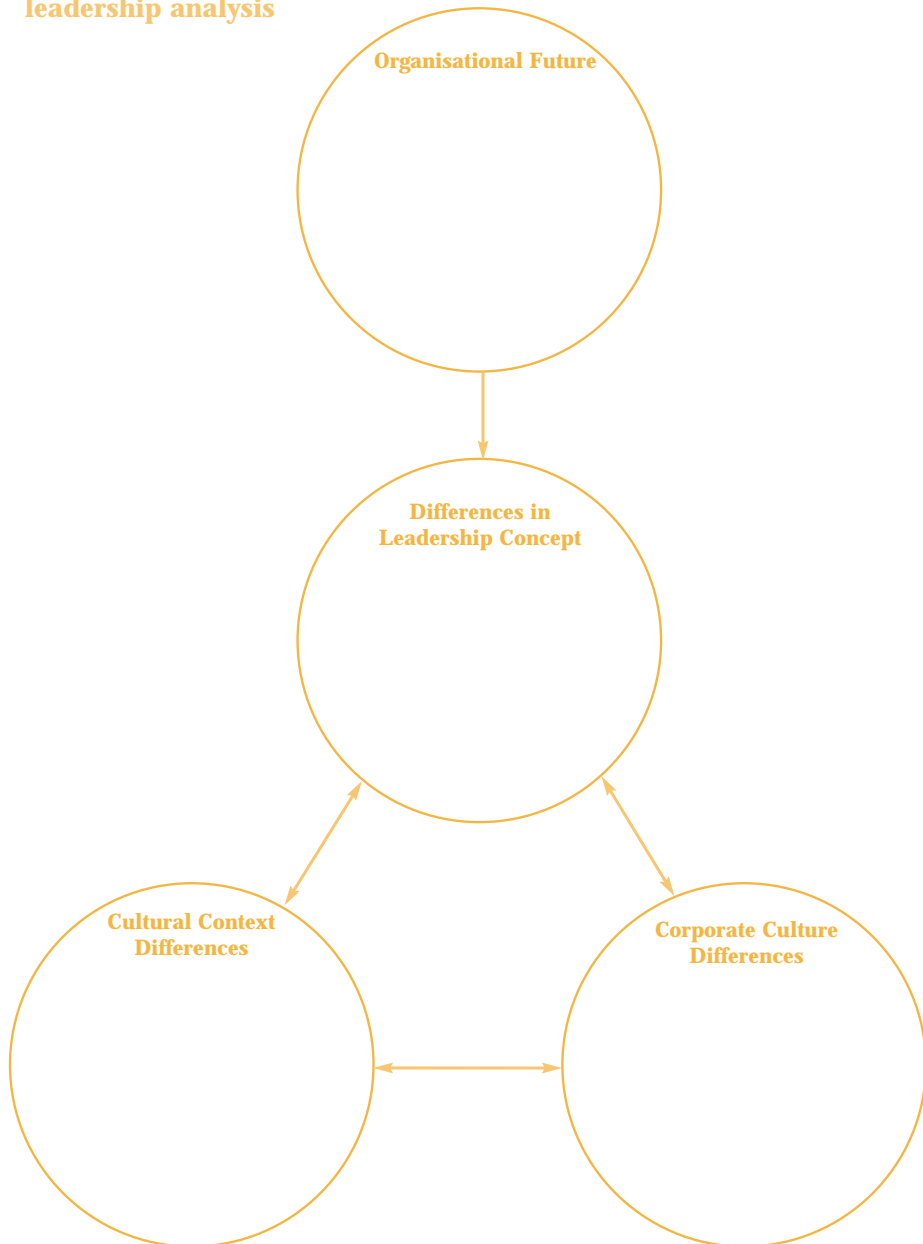 leadership analysis
Organisational Future
Differences in
Leadership Concept
Cultural Context
Differences
Corporate Culture
Differences